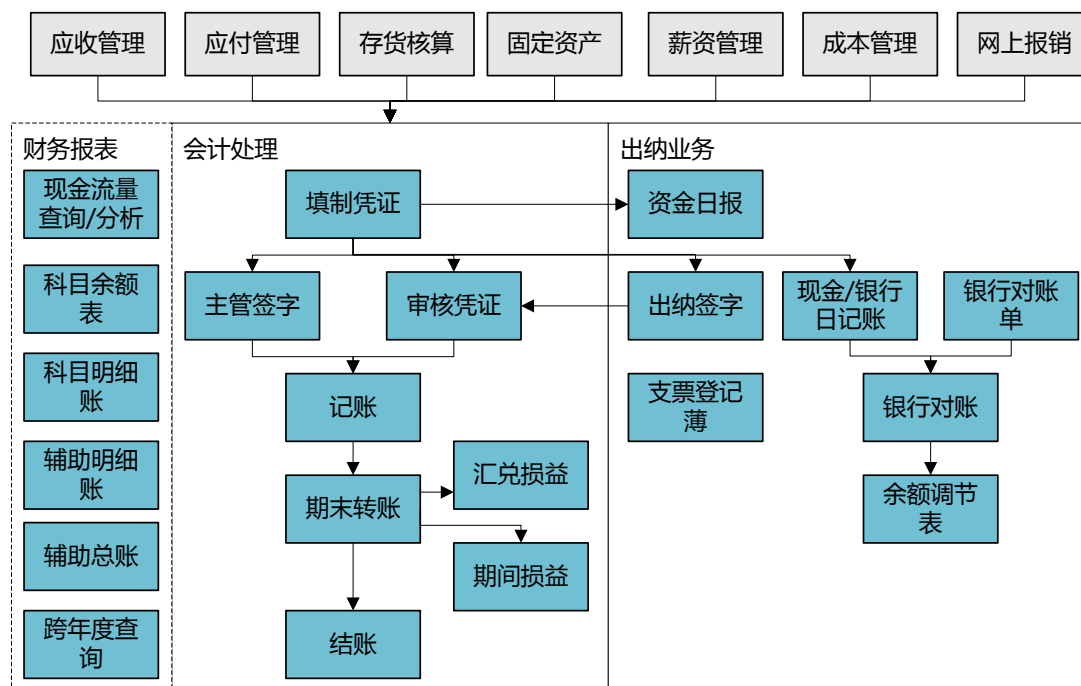 应收管理
应付管理
存货核算
固定资产
薪资管理
成本管理
网上报销
财务报表
现金流量
查询/分析
科目余额
表
科目明细
账
辅助明细
账
辅助总账
跨年度查
询
会计处理
填制凭证
主管签字
审核凭证
记账
期末转账
汇兑损益
期间损益
结账
出纳业务
资金日报
出纳签字
现金/银行
日记账
银行对账
单
支票登记
薄
银行对账
余额调节
表